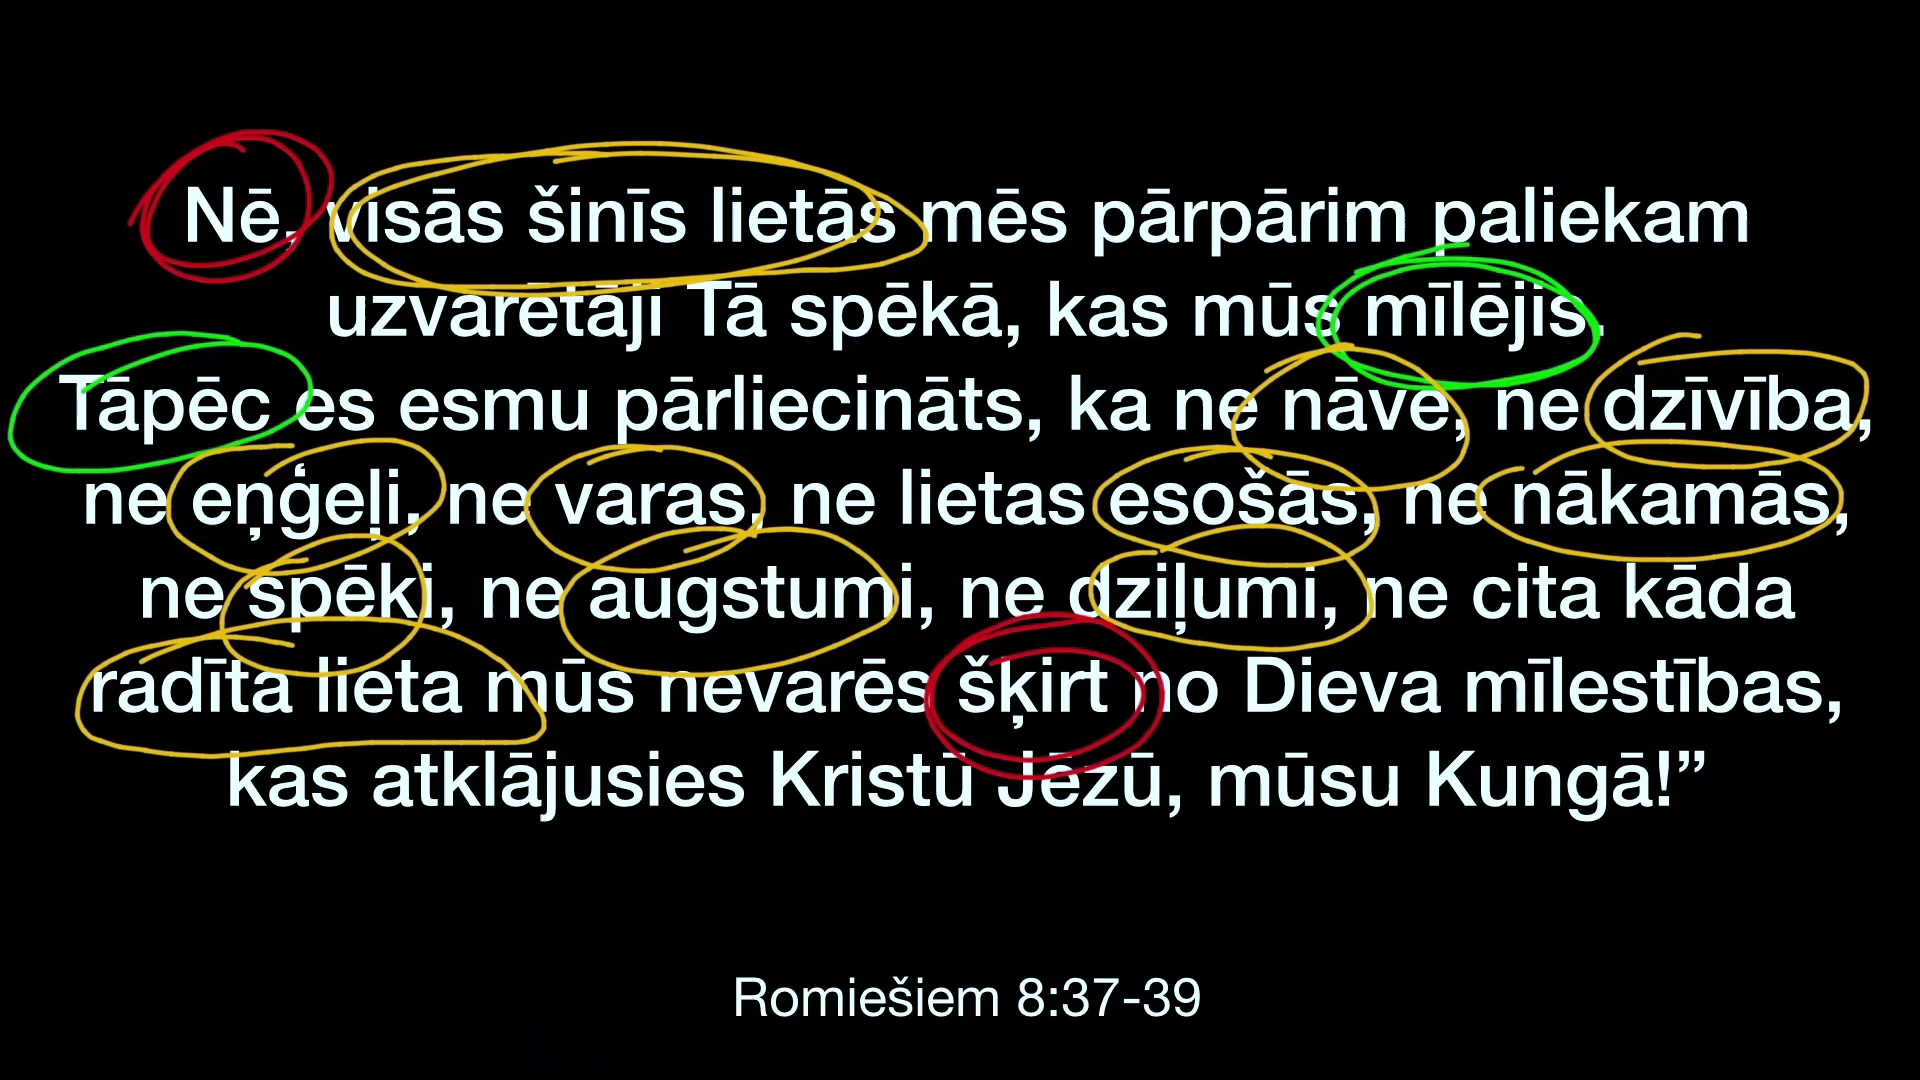 Nē, visās šinīs lietās mēs pārpārim paliekam
uzvarētāji Tā spēkā, kas mūs mīlējis.
Tāpēc es esmu pārliecināts, ka ne nāve, ne dzīvība,
ne eņģeļi, ne varas, ne lietas esošās, ne nākamās,
ne spēki, ne augstumi, ne dziļumi, ne cita kāda
radīta lieta mūs nevarēs šķirt no Dieva mīlestības,
kas atklājusies Kristū Jēzū, mūsu Kungā!”
Romiešiem 8:37-39